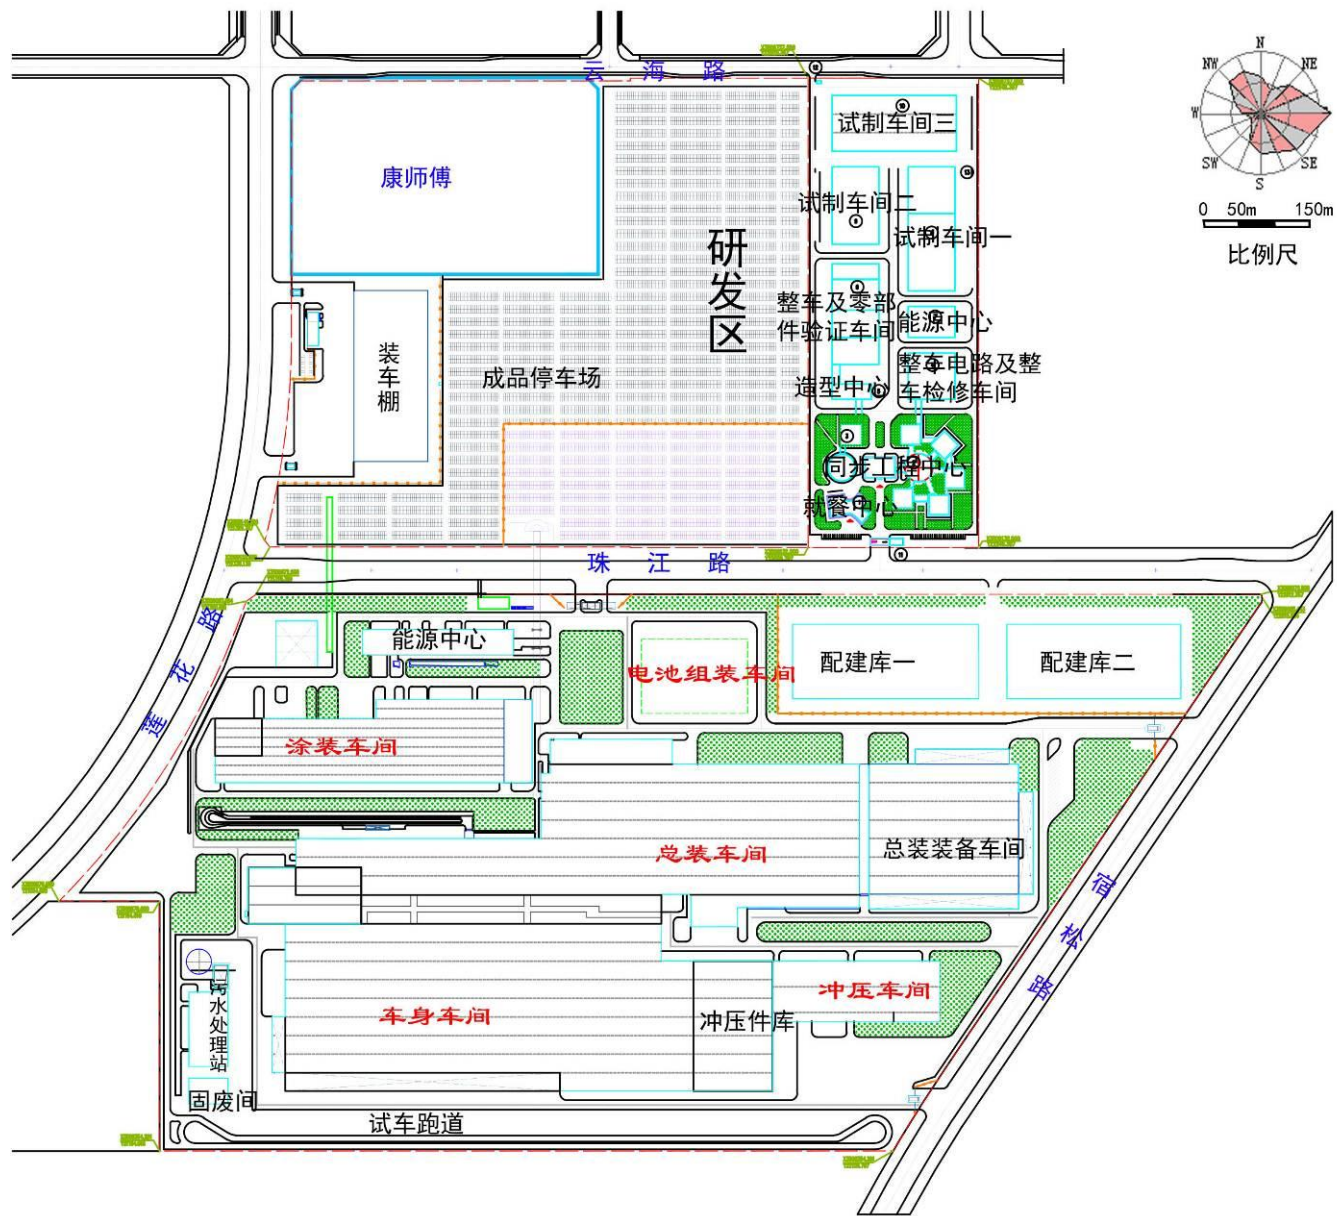 云海路
N
NW
NE
W
SW
SE
S
0 50m 150m
比例尺
康师傅
研发区
试制车间三
试制车间二
试制车间一
整车及零部
件验证车间
能源中心
整车电路及整
车检修车间
造型中心
装车棚
成品停车场
同步工程中心
就餐中心
珠江路
莲花路
能源中心
电池组装车间
配建库一
配建库二
涂装车间
总装车间
总装装备车间
宿松路
冲压车间
车身车间
冲压件库
污水处理站
固废间
试车跑道